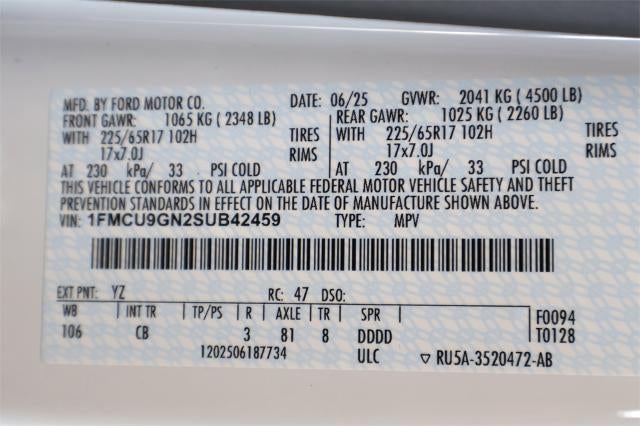 MFD. BY FORD MOTOR CO. DATE: 06/25 GVWR: 2041 KG ( 4500 LB)
FRONT GAWR: 1065 KG ( 2348 LB) REAR GAWR: 1025 KG ( 2260 LB)
WITH 225/65R17 102H TIRES WITH 225/65R17 102H TIRES
17x7.0J RIMS 17x7.0J RIMS
AT 230 kPa/ 33 PSI COLD AT 230 kPa/ 33 PSI COLD
THIS VEHICLE CONFORMS TO ALL APPLICABLE FEDERAL MOTOR VEHICLE SAFETY AND THEFT
PREVENTION STANDARDS IN EFFECT ON THE DATE OF MANUFACTURE SHOWN ABOVE.
VIN: 1FMCU9GN2SUB42459 TYPE: MPV
EXT PNT: YZ RC: 47 DSO:
WB INT TR TP/PS R AXLE TR SPR F0094
106 CB 3 81 8 DDDD T0128
1202506187734 ULC ▽ RU5A-3520472-AB